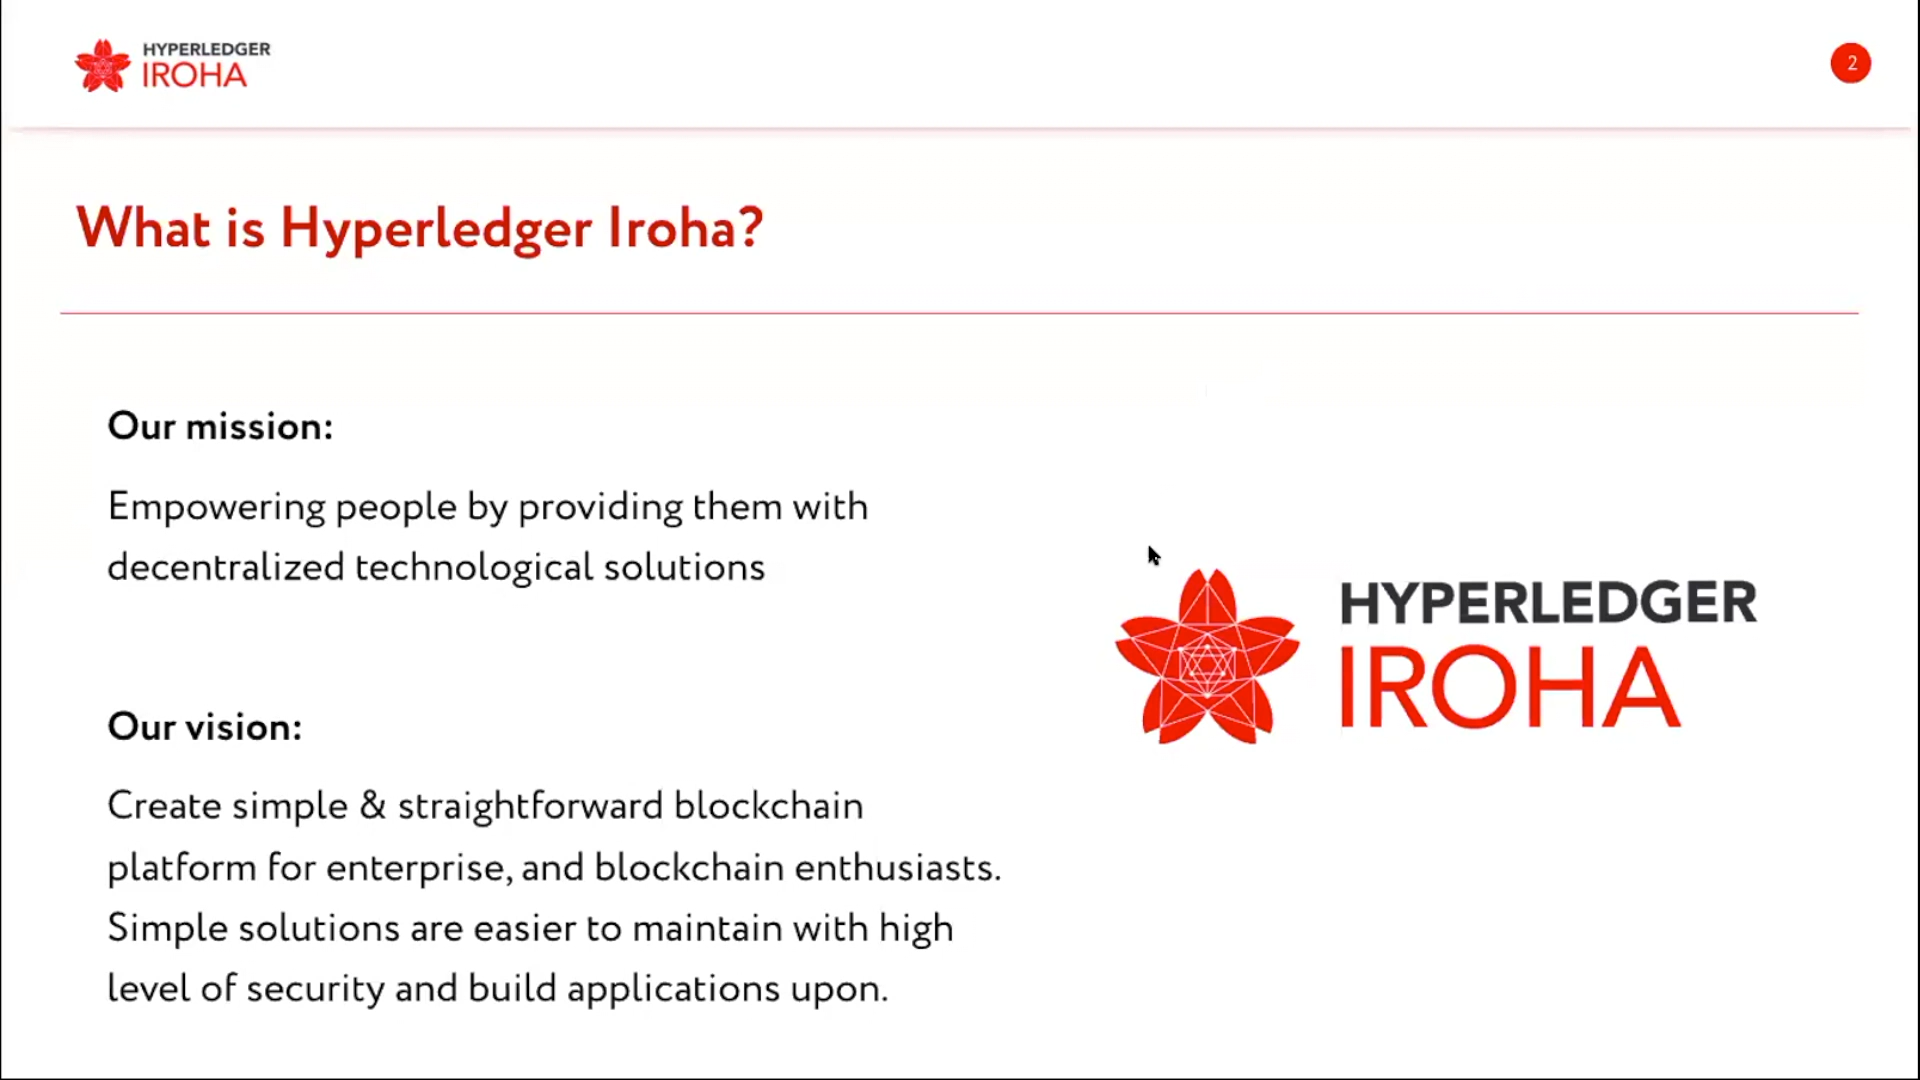 HYPERLEDGER
IROHA
2
What is Hyperledger Iroha?
Our mission:
Empowering people by providing them with
decentralized technological solutions
Our vision:
Create simple & straightforward blockchain
platform for enterprise, and blockchain enthusiasts.
Simple solutions are easier to maintain with high
level of security and build applications upon.
HYPERLEDGER
IROHA